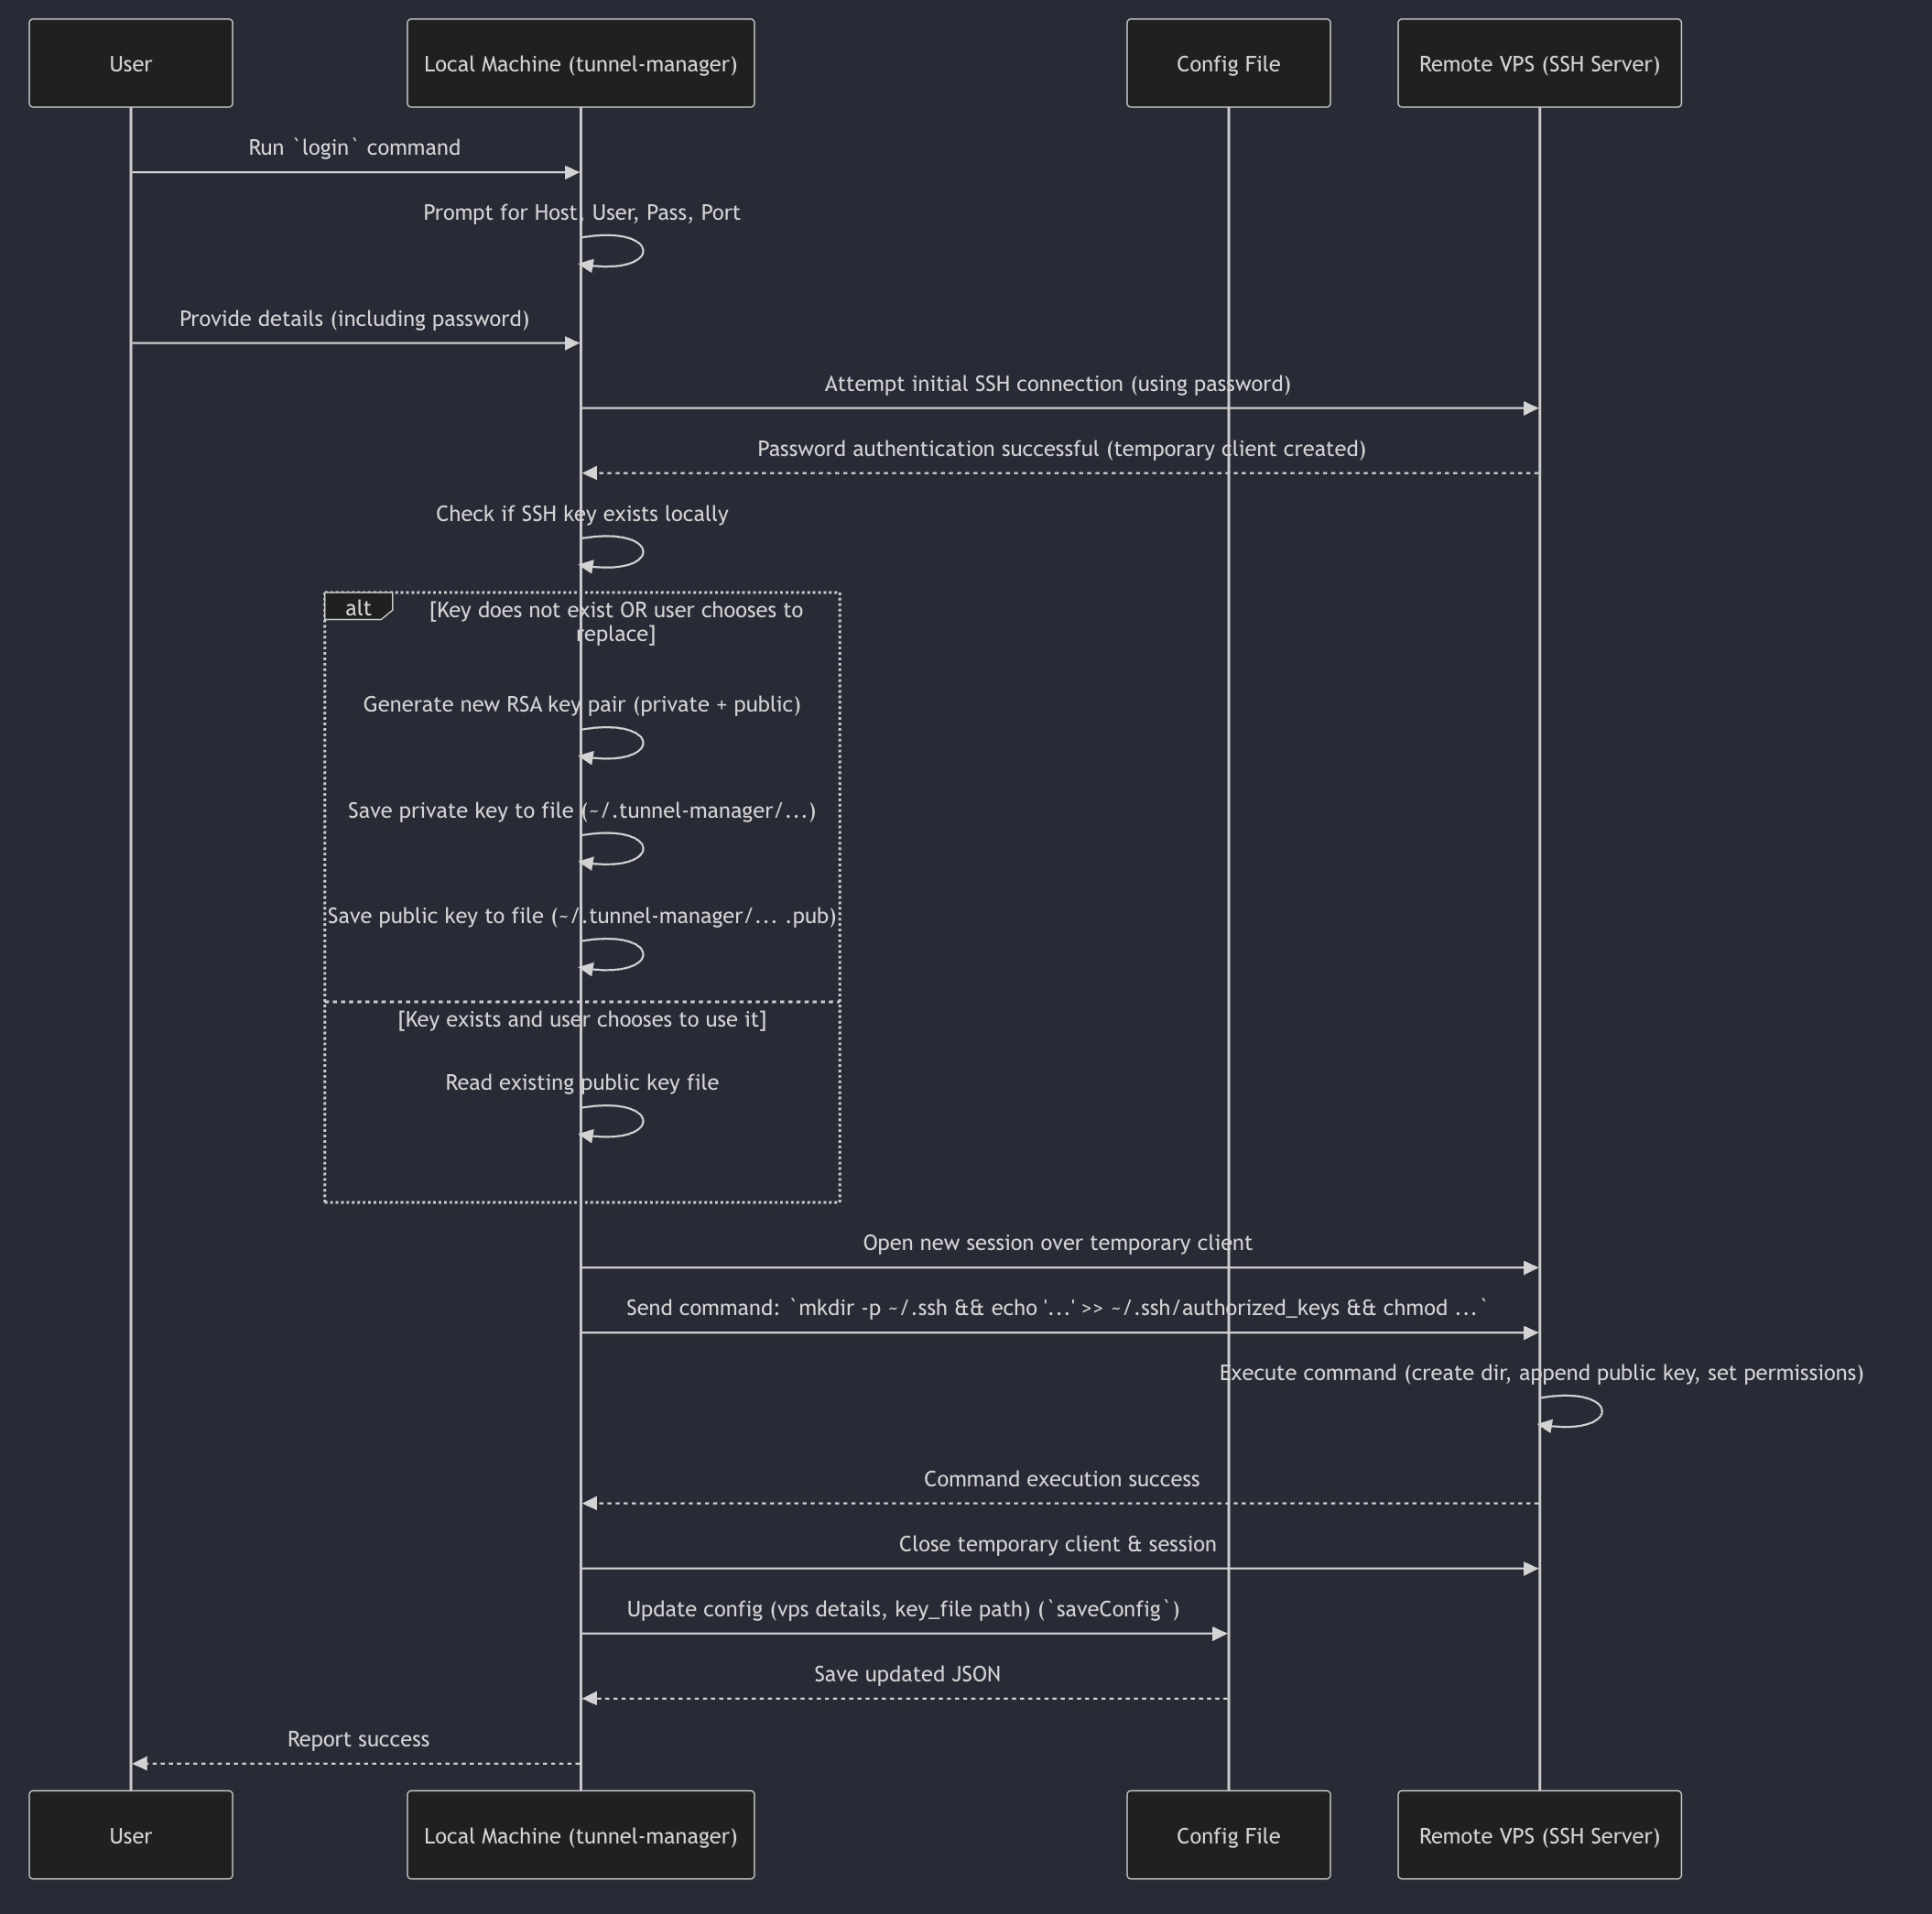 User
Local Machine (tunnel-manager)
Config File
Remote VPS (SSH Server)
Run `login` command
Prompt for Host, User, Pass, Port
Provide details (including password)
Attempt initial SSH connection (using password)
Password authentication successful (temporary client created)
Check if SSH key exists locally
alt
[Key does not exist OR user chooses to
replace]
Generate new RSA key pair (private + public)
Save private key to file (~/.tunnel-manager/...)
Save public key to file (~/.tunnel-manager/... .pub)
[Key exists and user chooses to use it]
Read existing public key file
Open new session over temporary client
Send command: `mkdir -p ~/.ssh && echo '...' >> ~/.ssh/authorized_keys && chmod ...`
Execute command (create dir, append public key, set permissions)
Command execution success
Close temporary client & session
Update config (vps details, key_file path) (`saveConfig`)
Save updated JSON
Report success
User
Local Machine (tunnel-manager)
Config File
Remote VPS (SSH Server)